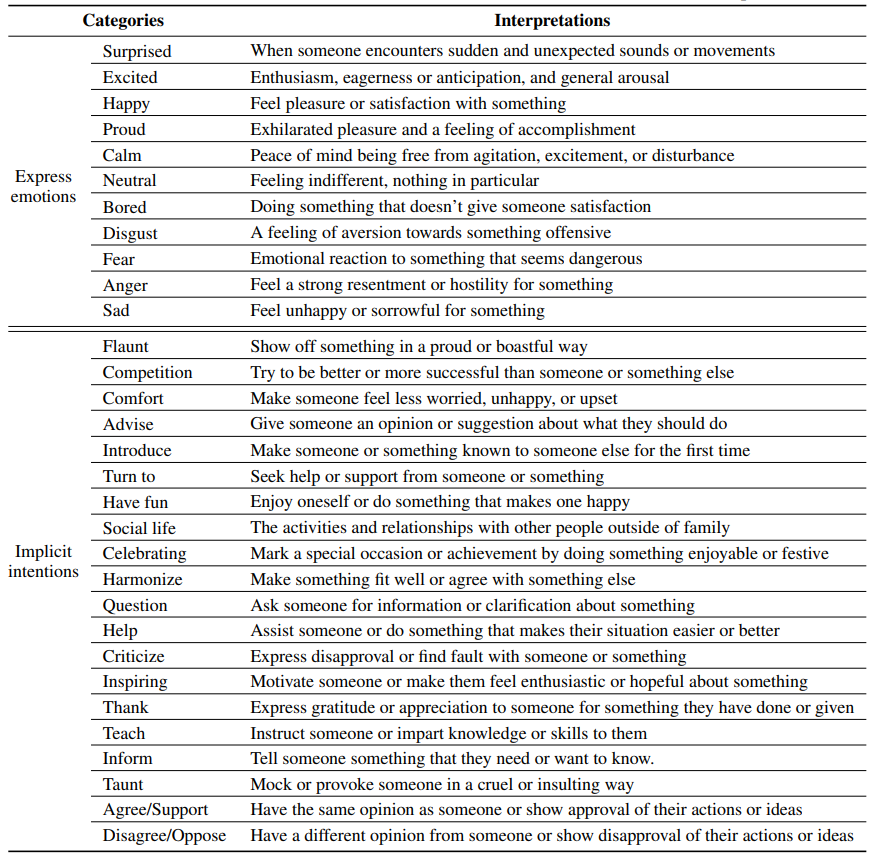 Categories Interpretations
Surprised When someone encounters sudden and unexpected sounds or movements
Excited Enthusiasm, eagerness or anticipation, and general arousal
Happy Feel pleasure or satisfaction with something
Proud Exhilarated pleasure and a feeling of accomplishment
Calm Peace of mind being free from agitation, excitement, or disturbance
Express emotions
Neutral Feeling indifferent, nothing in particular
Bored Doing something that doesn't give someone satisfaction
Disgust A feeling of aversion towards something offensive
Fear Emotional reaction to something that seems dangerous
Anger Feel a strong resentment or hostility for something
Sad Feel unhappy or sorrowful for something
Flaunt Show off something in a proud or boastful way
Competition Try to be better or more successful than someone or something else
Comfort Make someone feel less worried, unhappy, or upset
Advise Give someone an opinion or suggestion about what they should do
Introduce Make someone or something known to someone else for the first time
Turn to Seek help or support from someone or something
Have fun Enjoy oneself or do something that makes one happy
Social life The activities and relationships with other people outside of family
Implicit intentions
Celebrating Mark a special occasion or achievement by doing something enjoyable or festive
Harmonize Make something fit well or agree with something else
Question Ask someone for information or clarification about something
Help Assist someone or do something that makes their situation easier or better
Criticize Express disapproval or find fault with someone or something
Inspiring Motivate someone or make them feel enthusiastic or hopeful about something
Thank Express gratitude or appreciation to someone for something they have done or given
Teach Instruct someone or impart knowledge or skills to them
Inform Tell someone something that they need or want to know.
Taunt Mock or provoke someone in a cruel or insulting way
Agree/Support Have the same opinion as someone or show approval of their actions or ideas
Disagree/Oppose Have a different opinion from someone or show disapproval of their actions or ideas